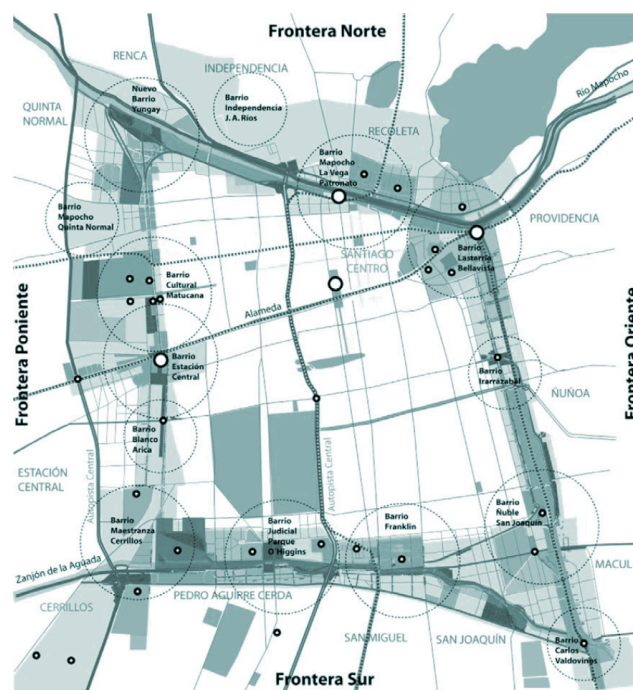 Frontera Norte
RENCA
INDEPENDENCIA
Nuevo
Barrio
Yungay
Barrio
Independencia
J. A. Ríos
QUINTA
NORMAL
Río Mapocho
RECOLETA
Barrio
Mapocho
La Vega
Patronato
Barrio
Mapocho
Quinta Normal
PROVIDENCIA
SANTIAGO
CENTRO
Barrio
Lastarria
Bellavista
Barrio
Cultural
Matucana
Alameda
Frontera Poniente
Frontera Oriente
Barrio
Estación
Central
Barrio
Irarrázabal
ÑUÑOA
Barrio
Blanco
Arica
ESTACIÓN
CENTRAL
Autopista Central
Autopista Central
Barrio
Maestranza
Cerrillos
Barrio
Judicial
Parque
O'Higgins
Barrio
Franklin
Barrio
Ñuble
San Joaquín
Zanjón de la Aguada
MACUL
CERRILLOS
PEDRO AGUIRRE CERDA
SAN MIGUEL
SAN JOAQUÍN
Barrio
Carlos
Valdovinos
Frontera Sur